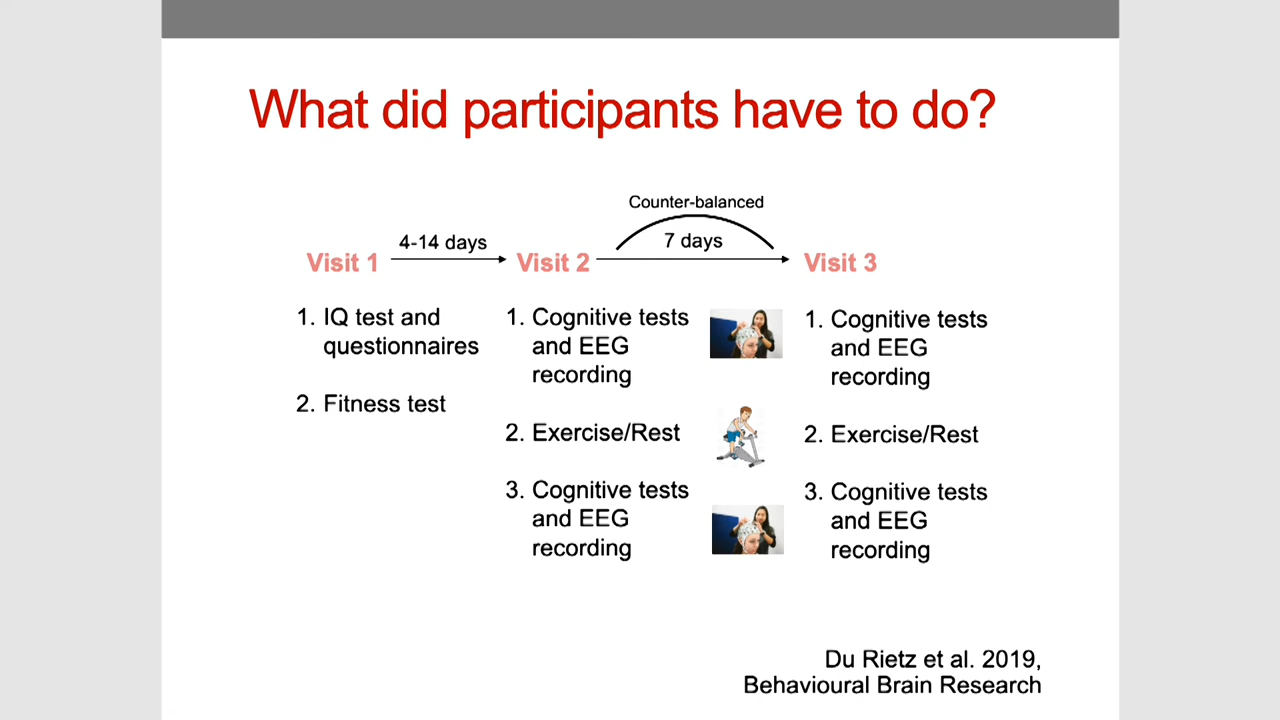 What did participants have to do?
Counter-balanced
4-14 days
7 days
Visit 1
Visit 2
Visit 3
1. IQ test and
questionnaires
2. Fitness test
1. Cognitive tests
and EEG
recording
2. Exercise/Rest
3. Cognitive tests
and EEG
recording
1. Cognitive tests
and EEG
recording
2. Exercise/Rest
3. Cognitive tests
and EEG
recording
Du Rietz et al. 2019,
Behavioural Brain Research